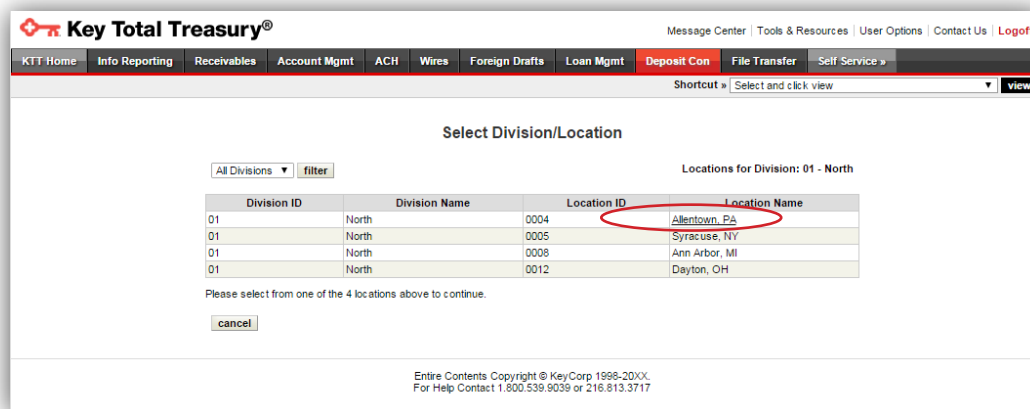 Key Total Treasury®
Message Center | Tools & Resources | User Options | Contact Us | Logoff
KTT Home Info Reporting Receivables Account Mgmt ACH Wires Foreign Drafts Loan Mgmt Deposit Con File Transfer Self Service »
Shortcut » Select and click view view
Select Division/Location
All Divisions filter Locations for Division: 01 - North
Division ID Division Name Location ID Location Name
01 North 0004 Allentown, PA
01 North 0005 Syracuse, NY
01 North 0008 Ann Arbor, MI
01 North 0012 Dayton, OH
Please select from one of the 4 locations above to continue.
cancel
Entire Contents Copyright © KeyCorp 1998-20XX.
For Help Contact 1.800.539.9039 or 216.813.3717